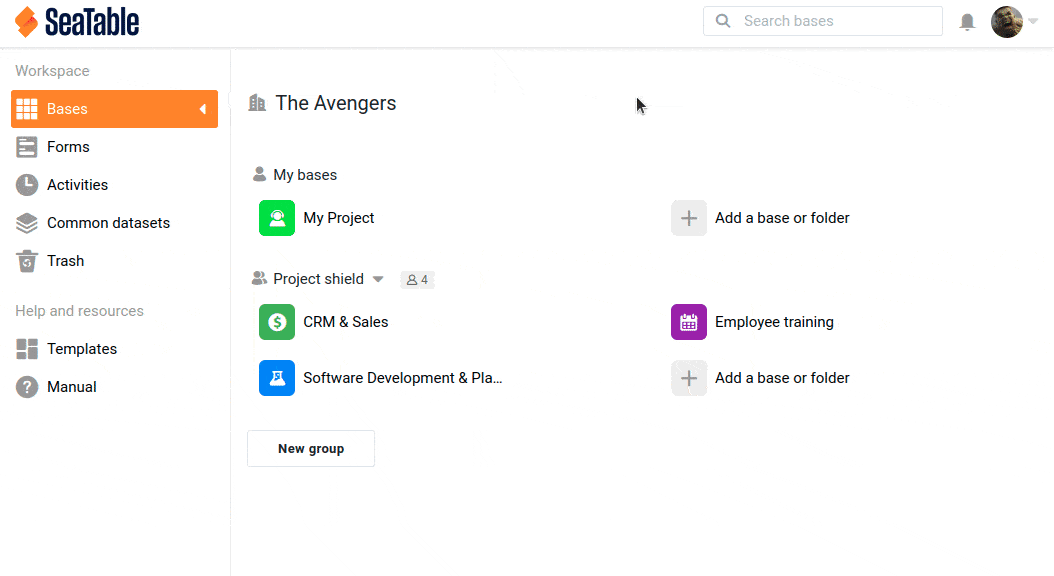 SeaTable
Search bases
Workspace
Bases
Forms
Activities
Common datasets
Trash
Help and resources
Templates
Manual
The Avengers
My bases
My Project
Add a base or folder
Project shield
4
CRM & Sales
Employee training
Software Development & Pla...
Add a base or folder
New group